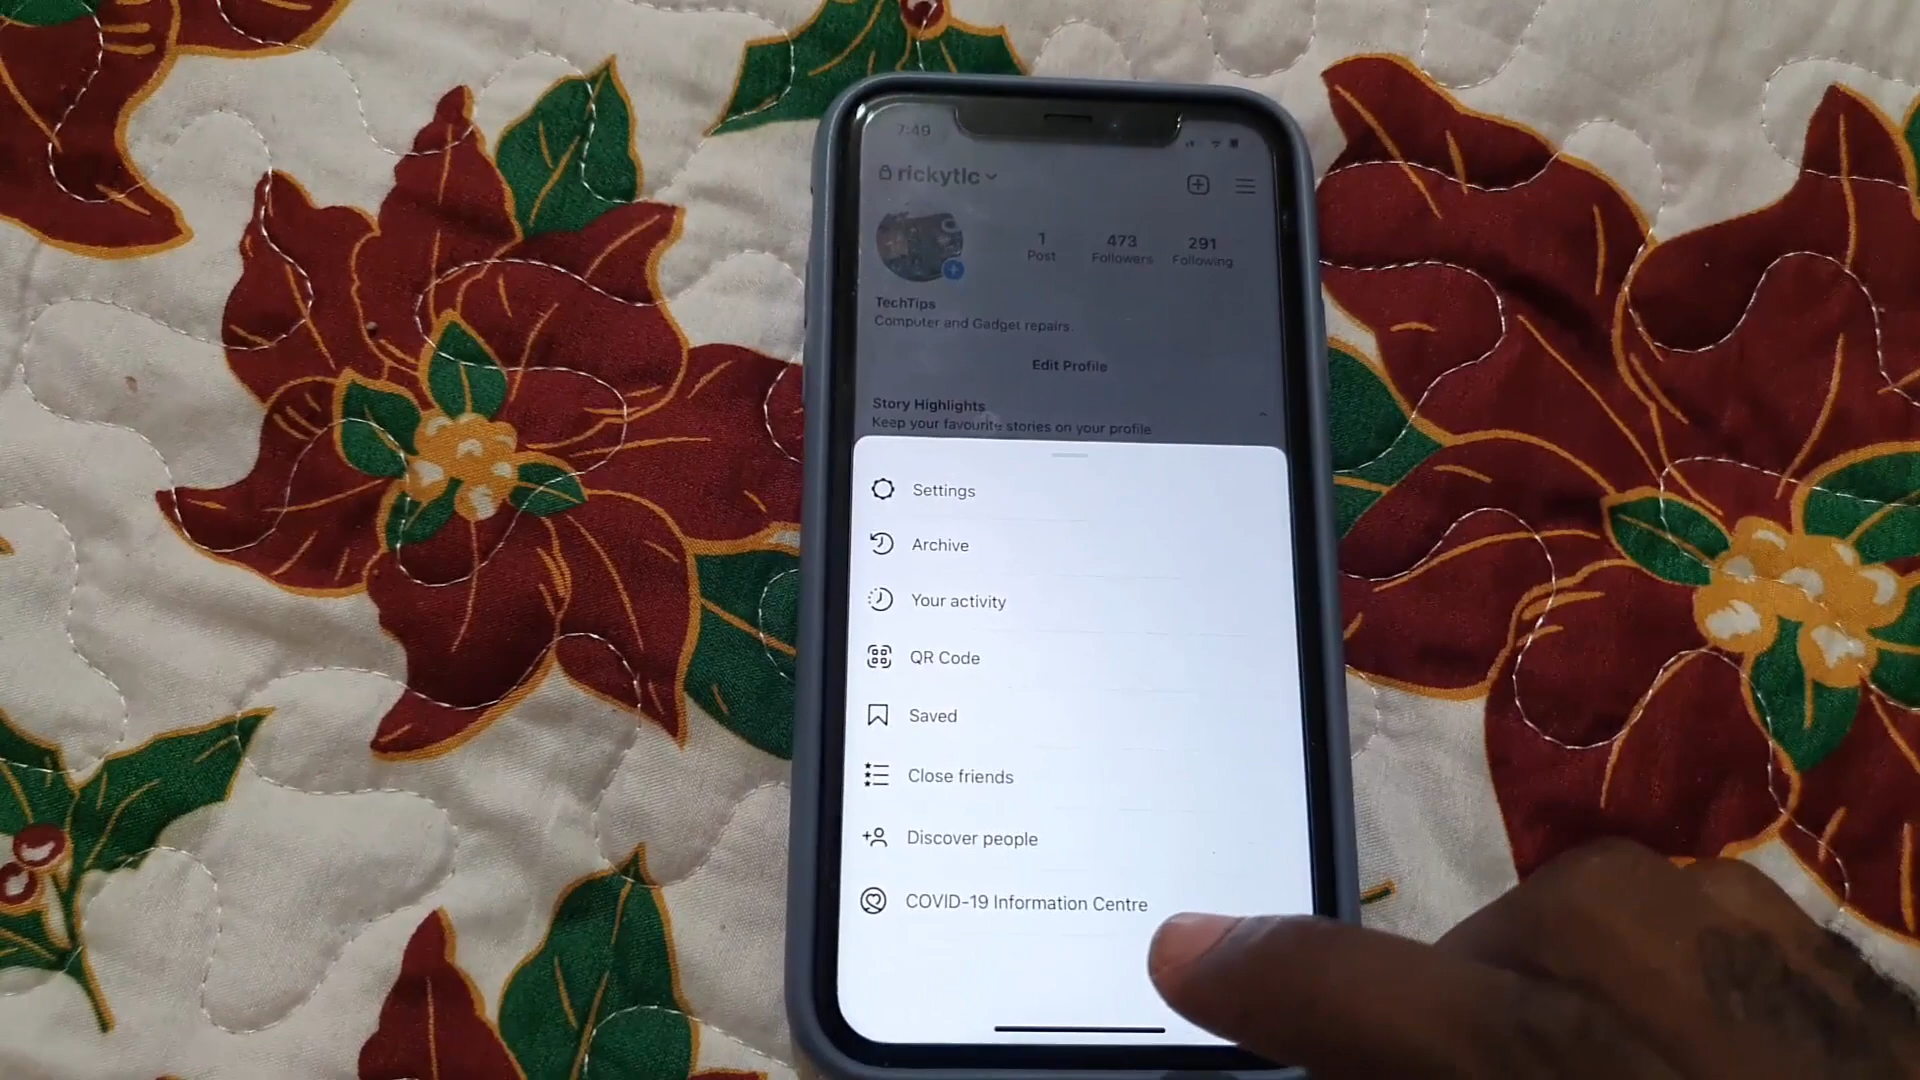 7:49
rickytlc
1 473 291
Post Followers Following
TechTips
Computer and Gadget repairs.
Edit Profile
Story Highlights
Keep your favourite stories on your profile
Settings
Archive
Your activity
QR Code
Saved
Close friends
Discover people
COVID-19 Information Centre